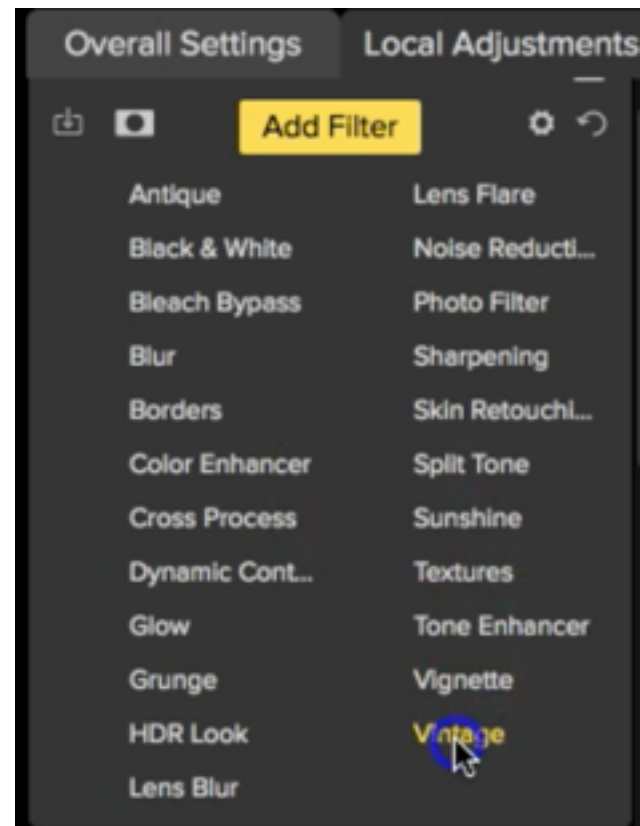 Overall Settings Local Adjustments
Add Filter
Antique
Black & White
Bleach Bypass
Blur
Borders
Color Enhancer
Cross Process
Dynamic Cont...
Glow
Grunge
HDR Look
Lens Blur
Lens Flare
Noise Reducti...
Photo Filter
Sharpening
Skin Retouchi...
Split Tone
Sunshine
Textures
Tone Enhancer
Vignette
Vintage